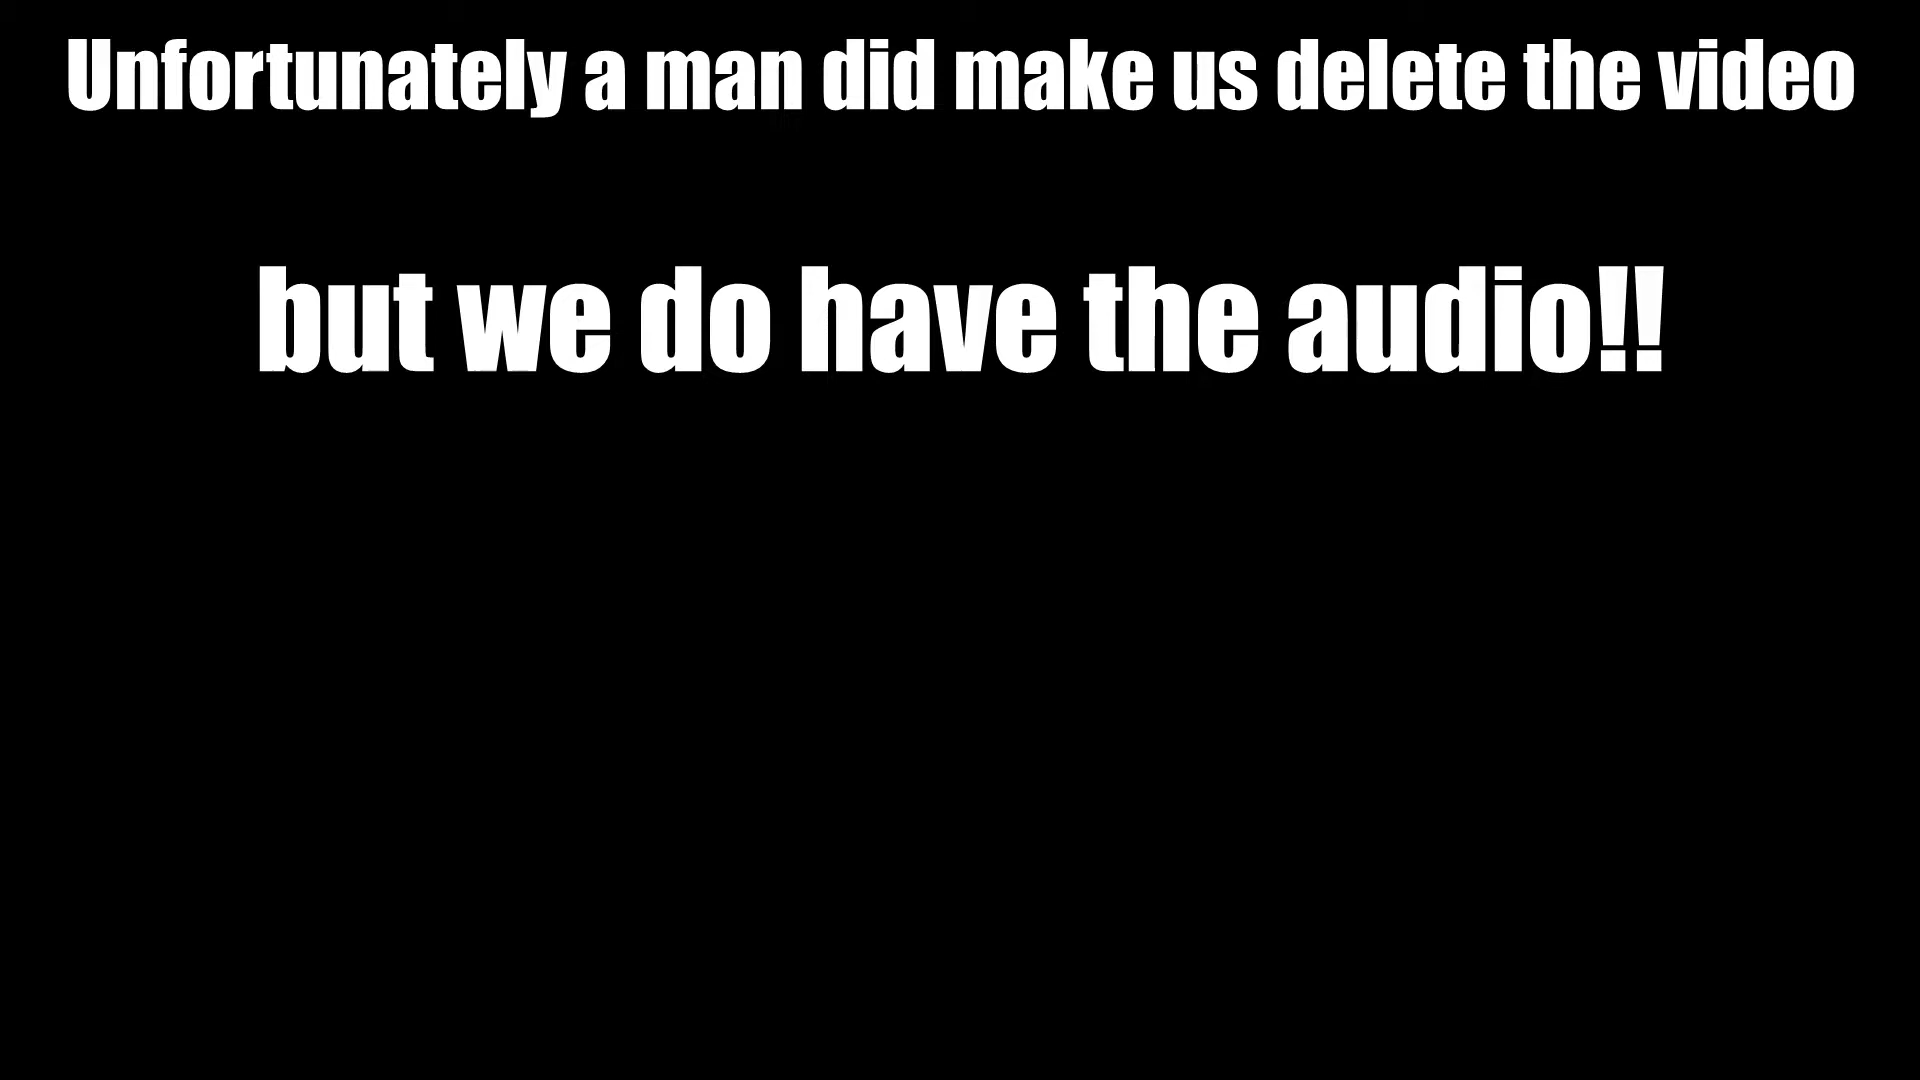 Unfortunately a man did make us delete the video
but we do have the audio!!